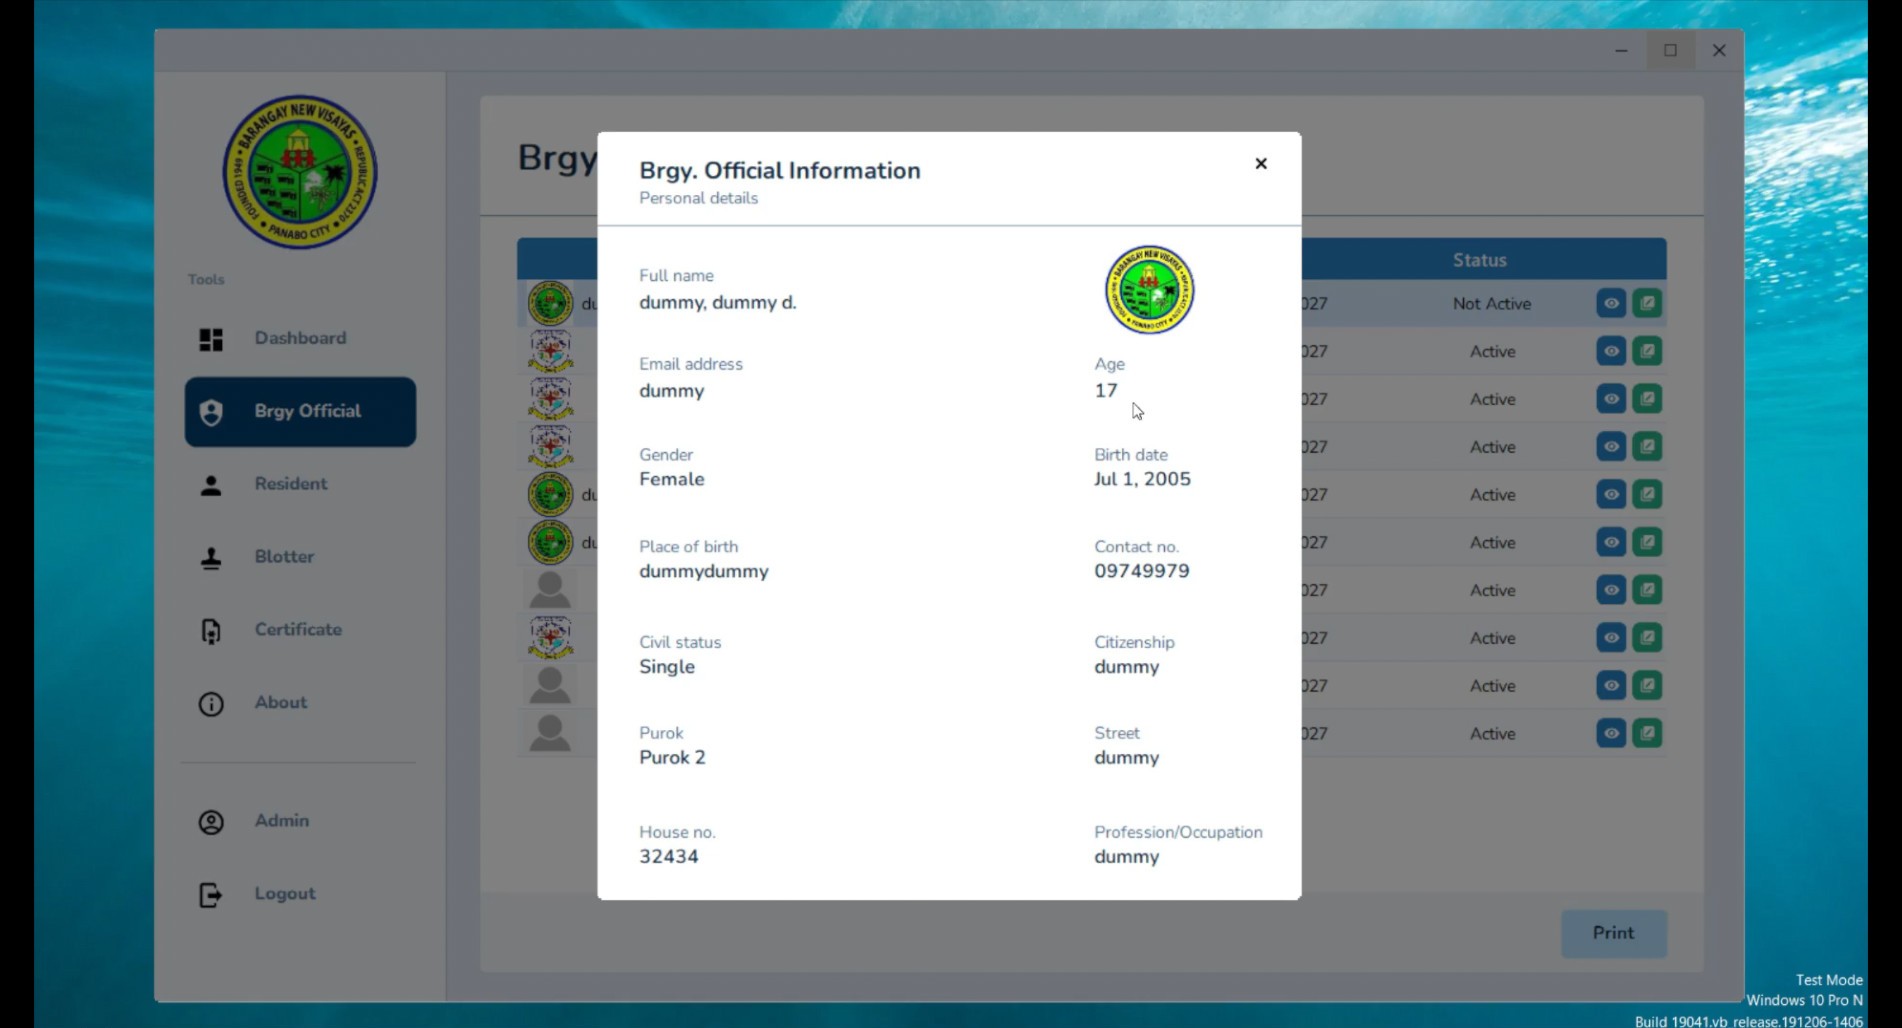 BARANGAY NEW VISAYAS
REPUBLIC ACT 2170
FOUNDED 1949
PANABO CITY
Tools
Dashboard
Brgy Official
Resident
Blotter
Certificate
About
Admin
Logout
Brgy
Brgy. Official Information
Personal details
Full name
dummy, dummy d.
Email address
dummy
Age
17
Gender
Female
Birth date
Jul 1, 2005
Place of birth
dummydummy
Contact no.
09749979
Civil status
Single
Citizenship
dummy
Purok
Purok 2
Street
dummy
House no.
32434
Profession/Occupation
dummy
Status
du 027 Not Active
027 Active
027 Active
027 Active
du 027 Active
du 027 Active
027 Active
027 Active
027 Active
027 Active
Print
Test Mode
Windows 10 Pro N
Build 19041.vb_release.191206-1406